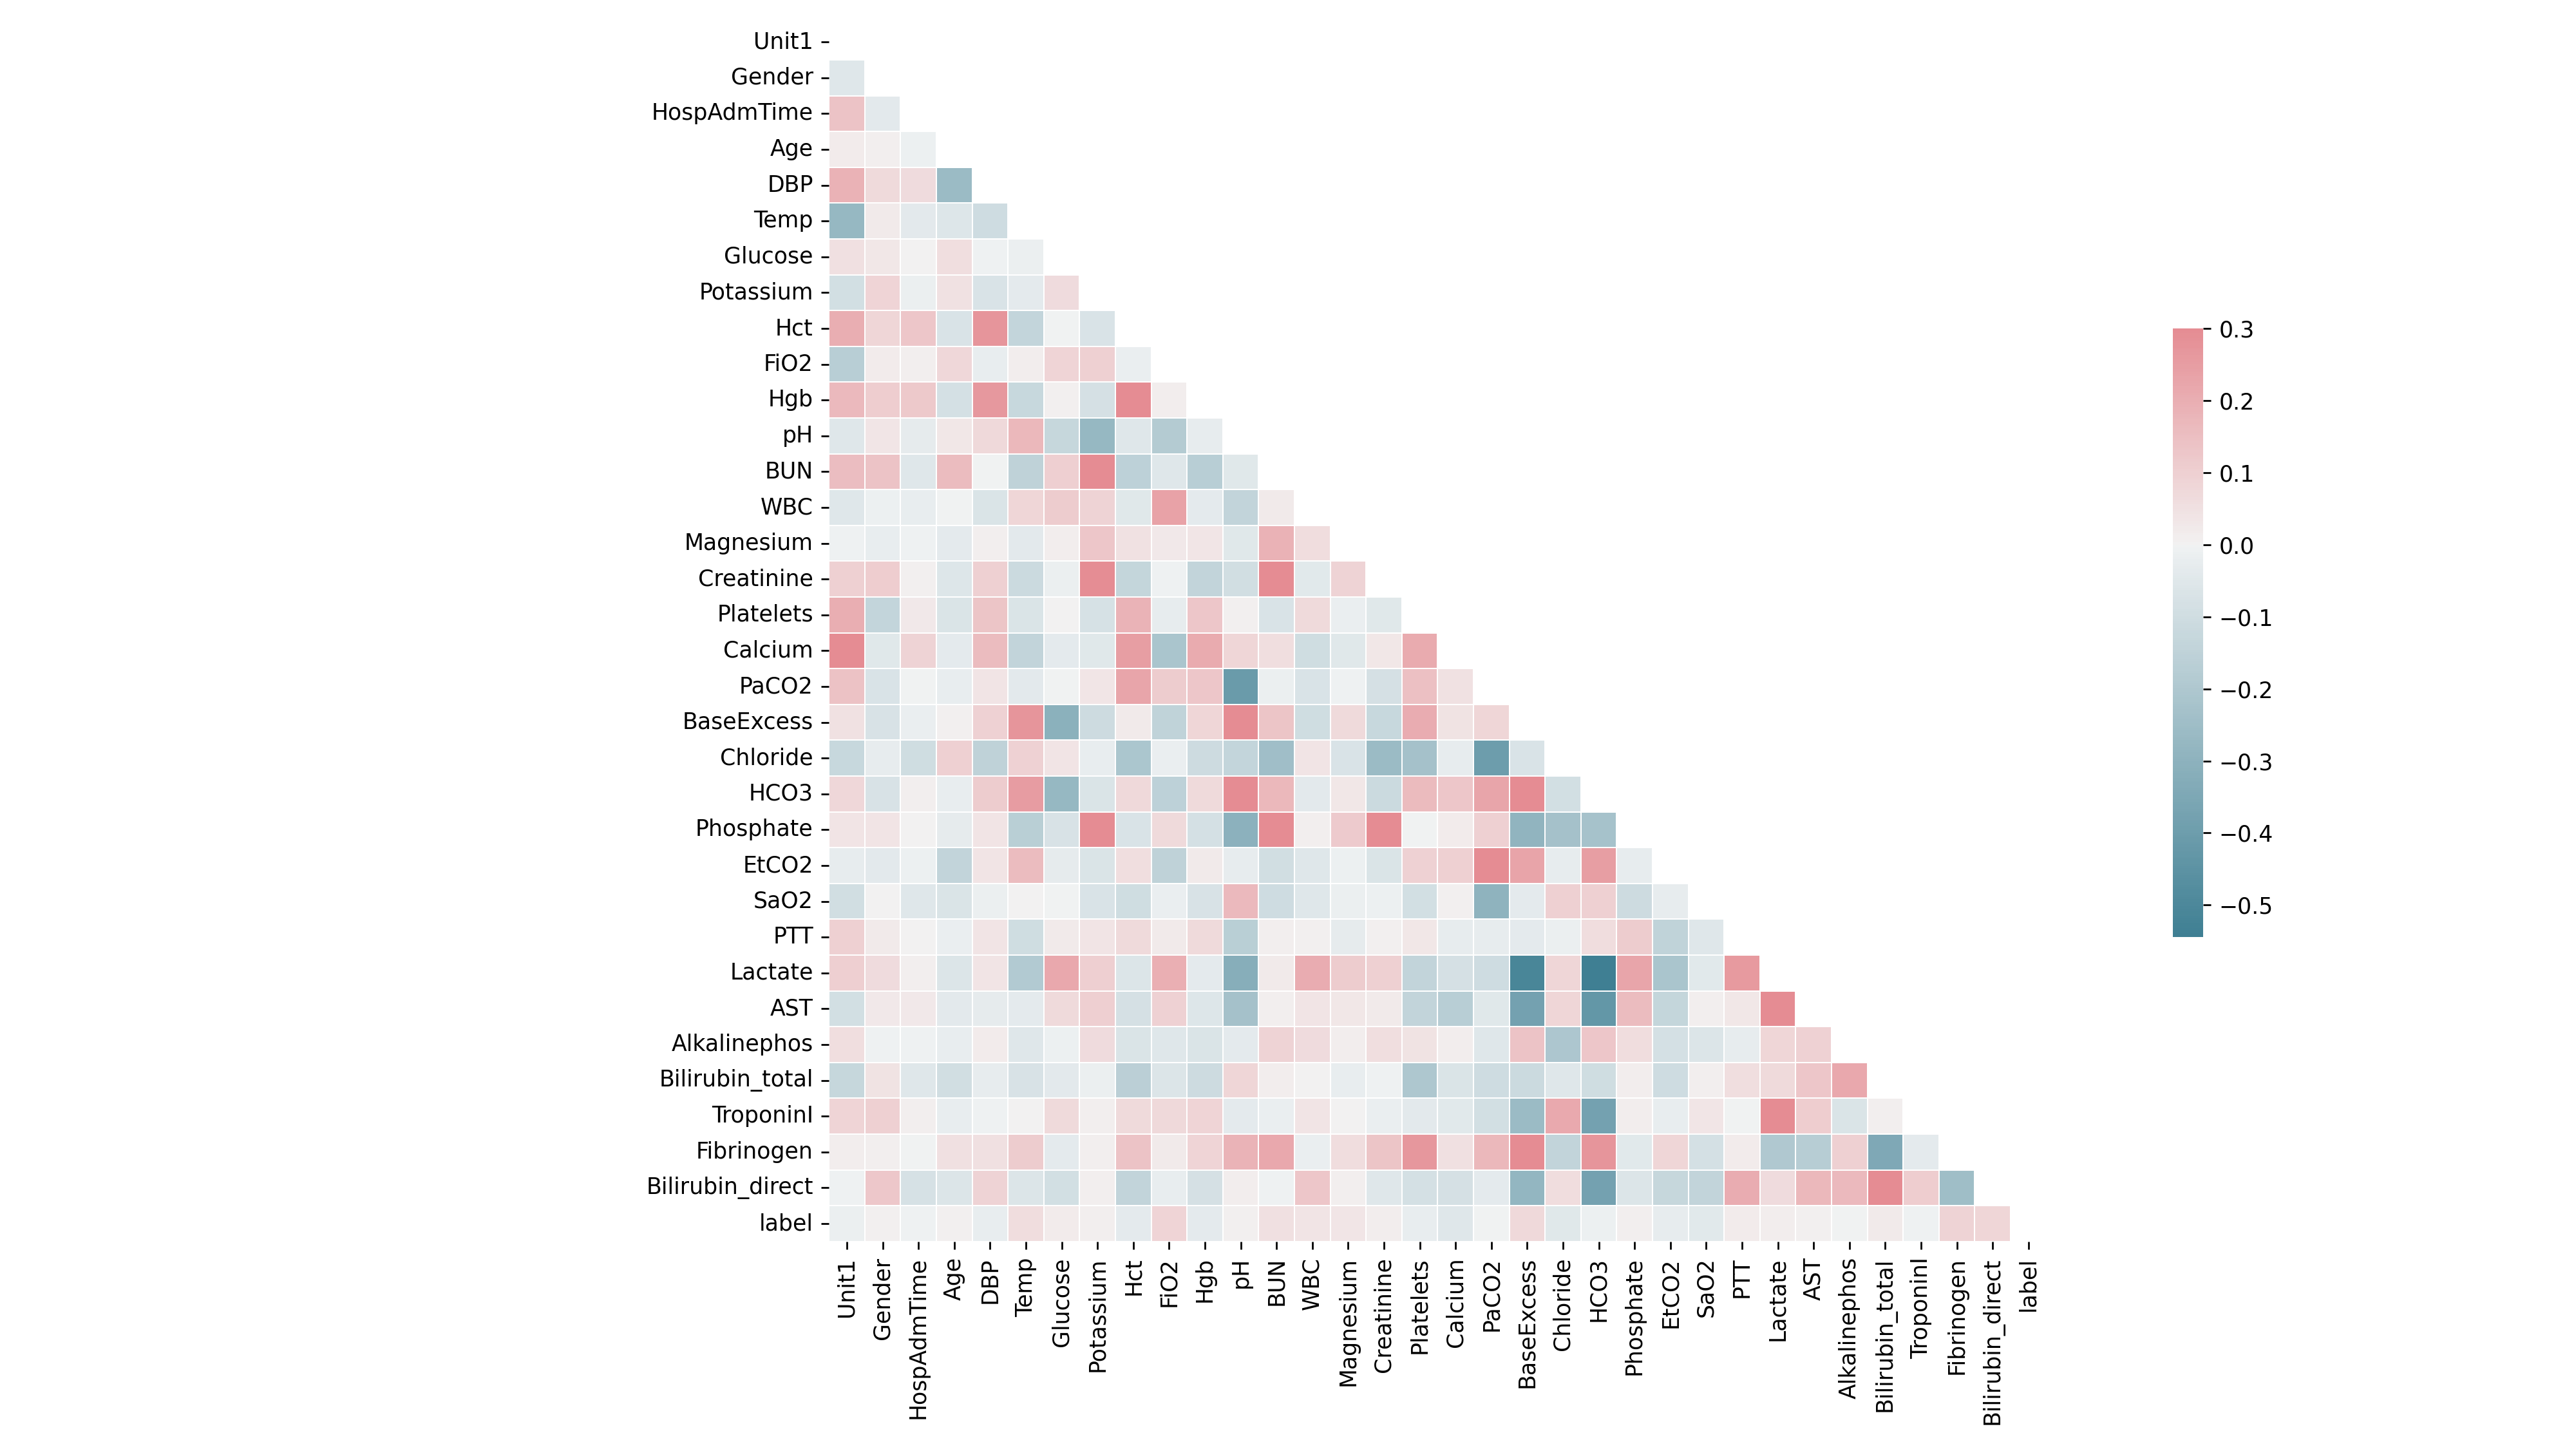 Unit1
Gender
HospAdmTime
Age
DBP
Temp
Glucose
Potassium
Hct
FiO2
Hgb
pH
BUN
WBC
Magnesium
Creatinine
Platelets
Calcium
PaCO2
BaseExcess
Chloride
HCO3
Phosphate
EtCO2
SaO2
PTT
Lactate
AST
Alkalinephos
Bilirubin_total
TroponinI
Fibrinogen
Bilirubin_direct
label
Unit1
Gender
HospAdmTime
Age
DBP
Temp
Glucose
Potassium
Hct
FiO2
Hgb
pH
BUN
WBC
Magnesium
Creatinine
Platelets
Calcium
PaCO2
BaseExcess
Chloride
HCO3
Phosphate
EtCO2
SaO2
PTT
Lactate
AST
Alkalinephos
Bilirubin_total
TroponinI
Fibrinogen
Bilirubin_direct
label
0.3
0.2
0.1
0.0
−0.1
−0.2
−0.3
−0.4
−0.5